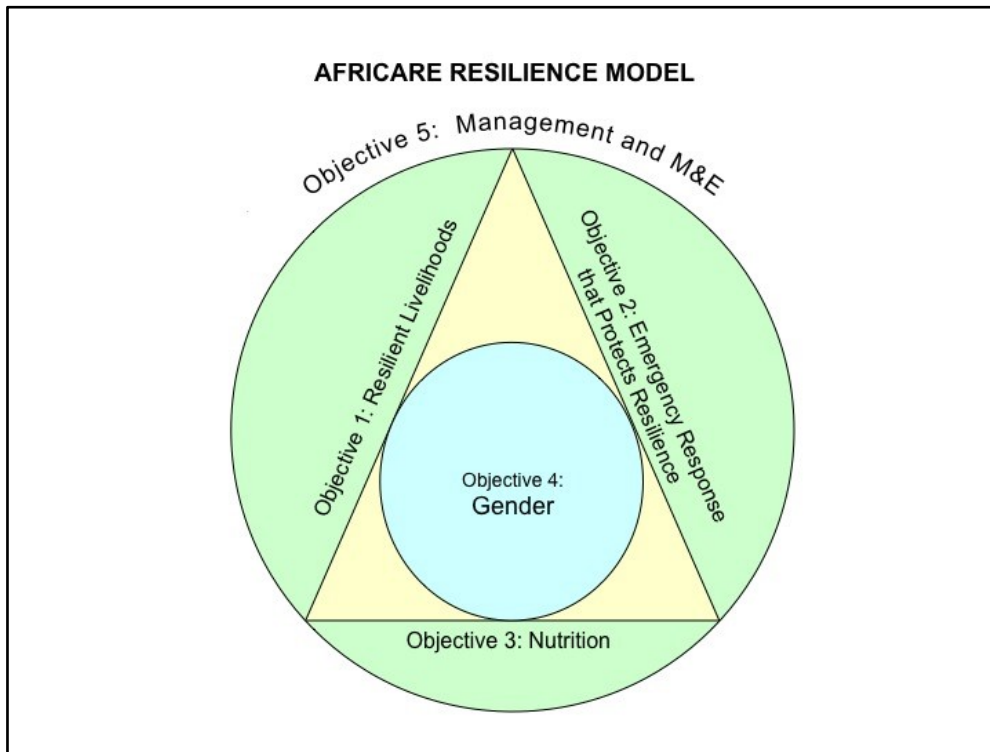 AFRICARE RESILIENCE MODEL
Objective 5: Management and M&E
Objective 1: Resilient Livelihoods
Objective 2: Emergency Response
that Protects Resilience
Objective 4:
Gender
Objective 3: Nutrition